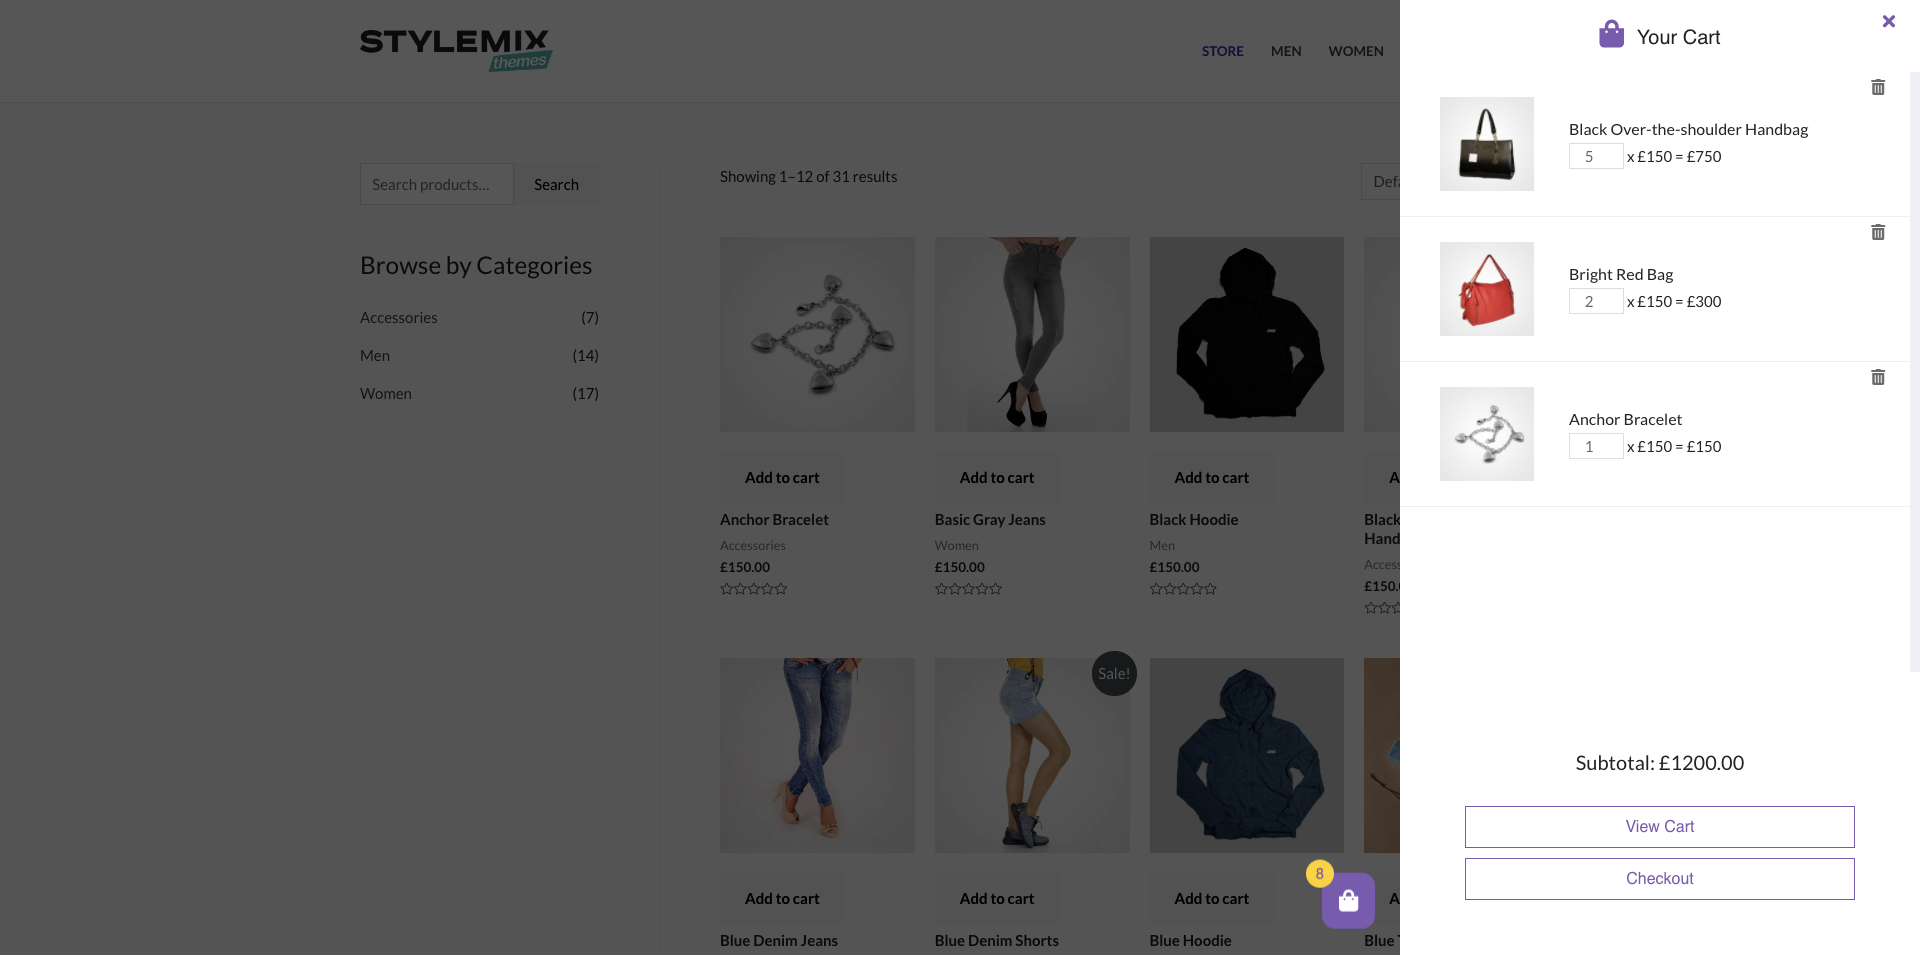 STYLEMIX
themes
STORE
MEN
WOMEN
Search products...
Search
Browse by Categories
Accessories (7)
Men (14)
Women (17)
Showing 1–12 of 31 results
Add to cart
Anchor Bracelet
Accessories
£150.00
Add to cart
Basic Gray Jeans
Women
£150.00
Add to cart
Black Hoodie
Men
£150.00
Black
Add to cart
Blue Denim Jeans
Sale!
Add to cart
Blue Denim Shorts
Add to cart
Blue Hoodie
Blue
8
Your Cart
Black Over-the-shoulder Handbag
5 x £150 = £750
Bright Red Bag
2 x £150 = £300
Anchor Bracelet
1 x £150 = £150
Subtotal: £1200.00
View Cart
Checkout